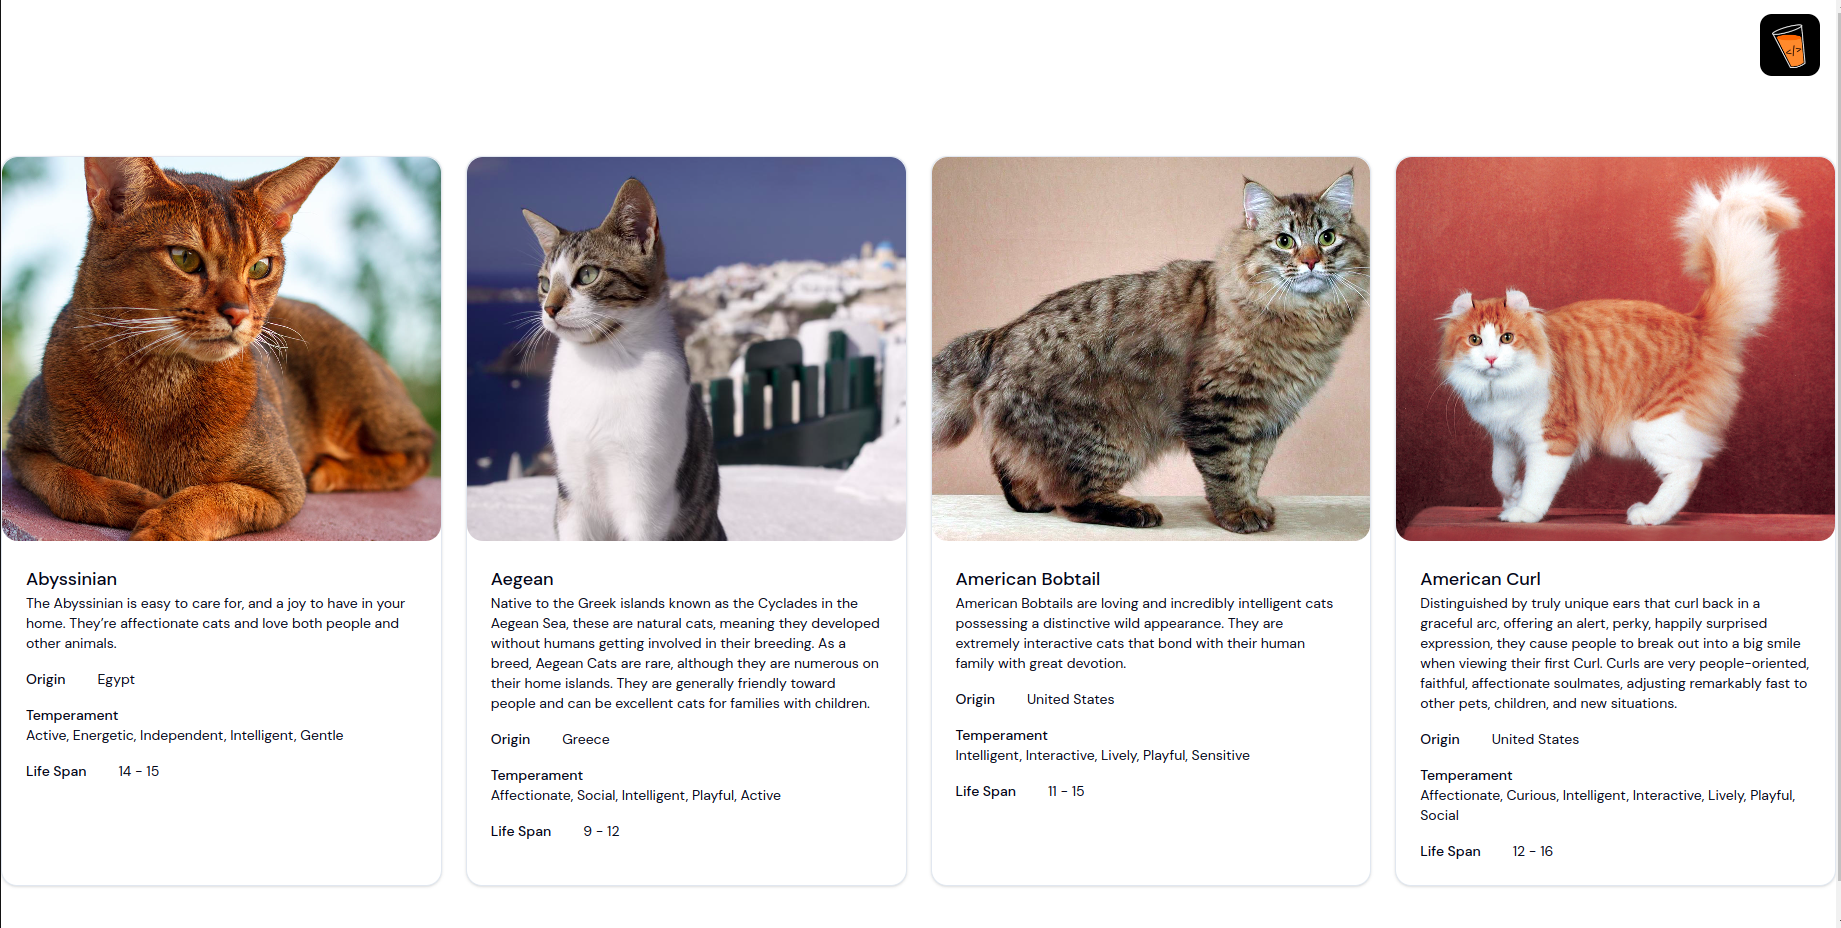 </>
Abyssinian
The Abyssinian is easy to care for, and a joy to have in your
home. They’re affectionate cats and love both people and
other animals.
Origin Egypt
Temperament
Active, Energetic, Independent, Intelligent, Gentle
Life Span 14 - 15
Aegean
Native to the Greek islands known as the Cyclades in the
Aegean Sea, these are natural cats, meaning they developed
without humans getting involved in their breeding. As a
breed, Aegean Cats are rare, although they are numerous on
their home islands. They are generally friendly toward
people and can be excellent cats for families with children.
Origin Greece
Temperament
Affectionate, Social, Intelligent, Playful, Active
Life Span 9 - 12
American Bobtail
American Bobtails are loving and incredibly intelligent cats
possessing a distinctive wild appearance. They are
extremely interactive cats that bond with their human
family with great devotion.
Origin United States
Temperament
Intelligent, Interactive, Lively, Playful, Sensitive
Life Span 11 - 15
American Curl
Distinguished by truly unique ears that curl back in a
graceful arc, offering an alert, perky, happily surprised
expression, they cause people to break out into a big smile
when viewing their first Curl. Curls are very people-oriented,
faithful, affectionate soulmates, adjusting remarkably fast to
other pets, children, and new situations.
Origin United States
Temperament
Affectionate, Curious, Intelligent, Interactive, Lively, Playful,
Social
Life Span 12 - 16